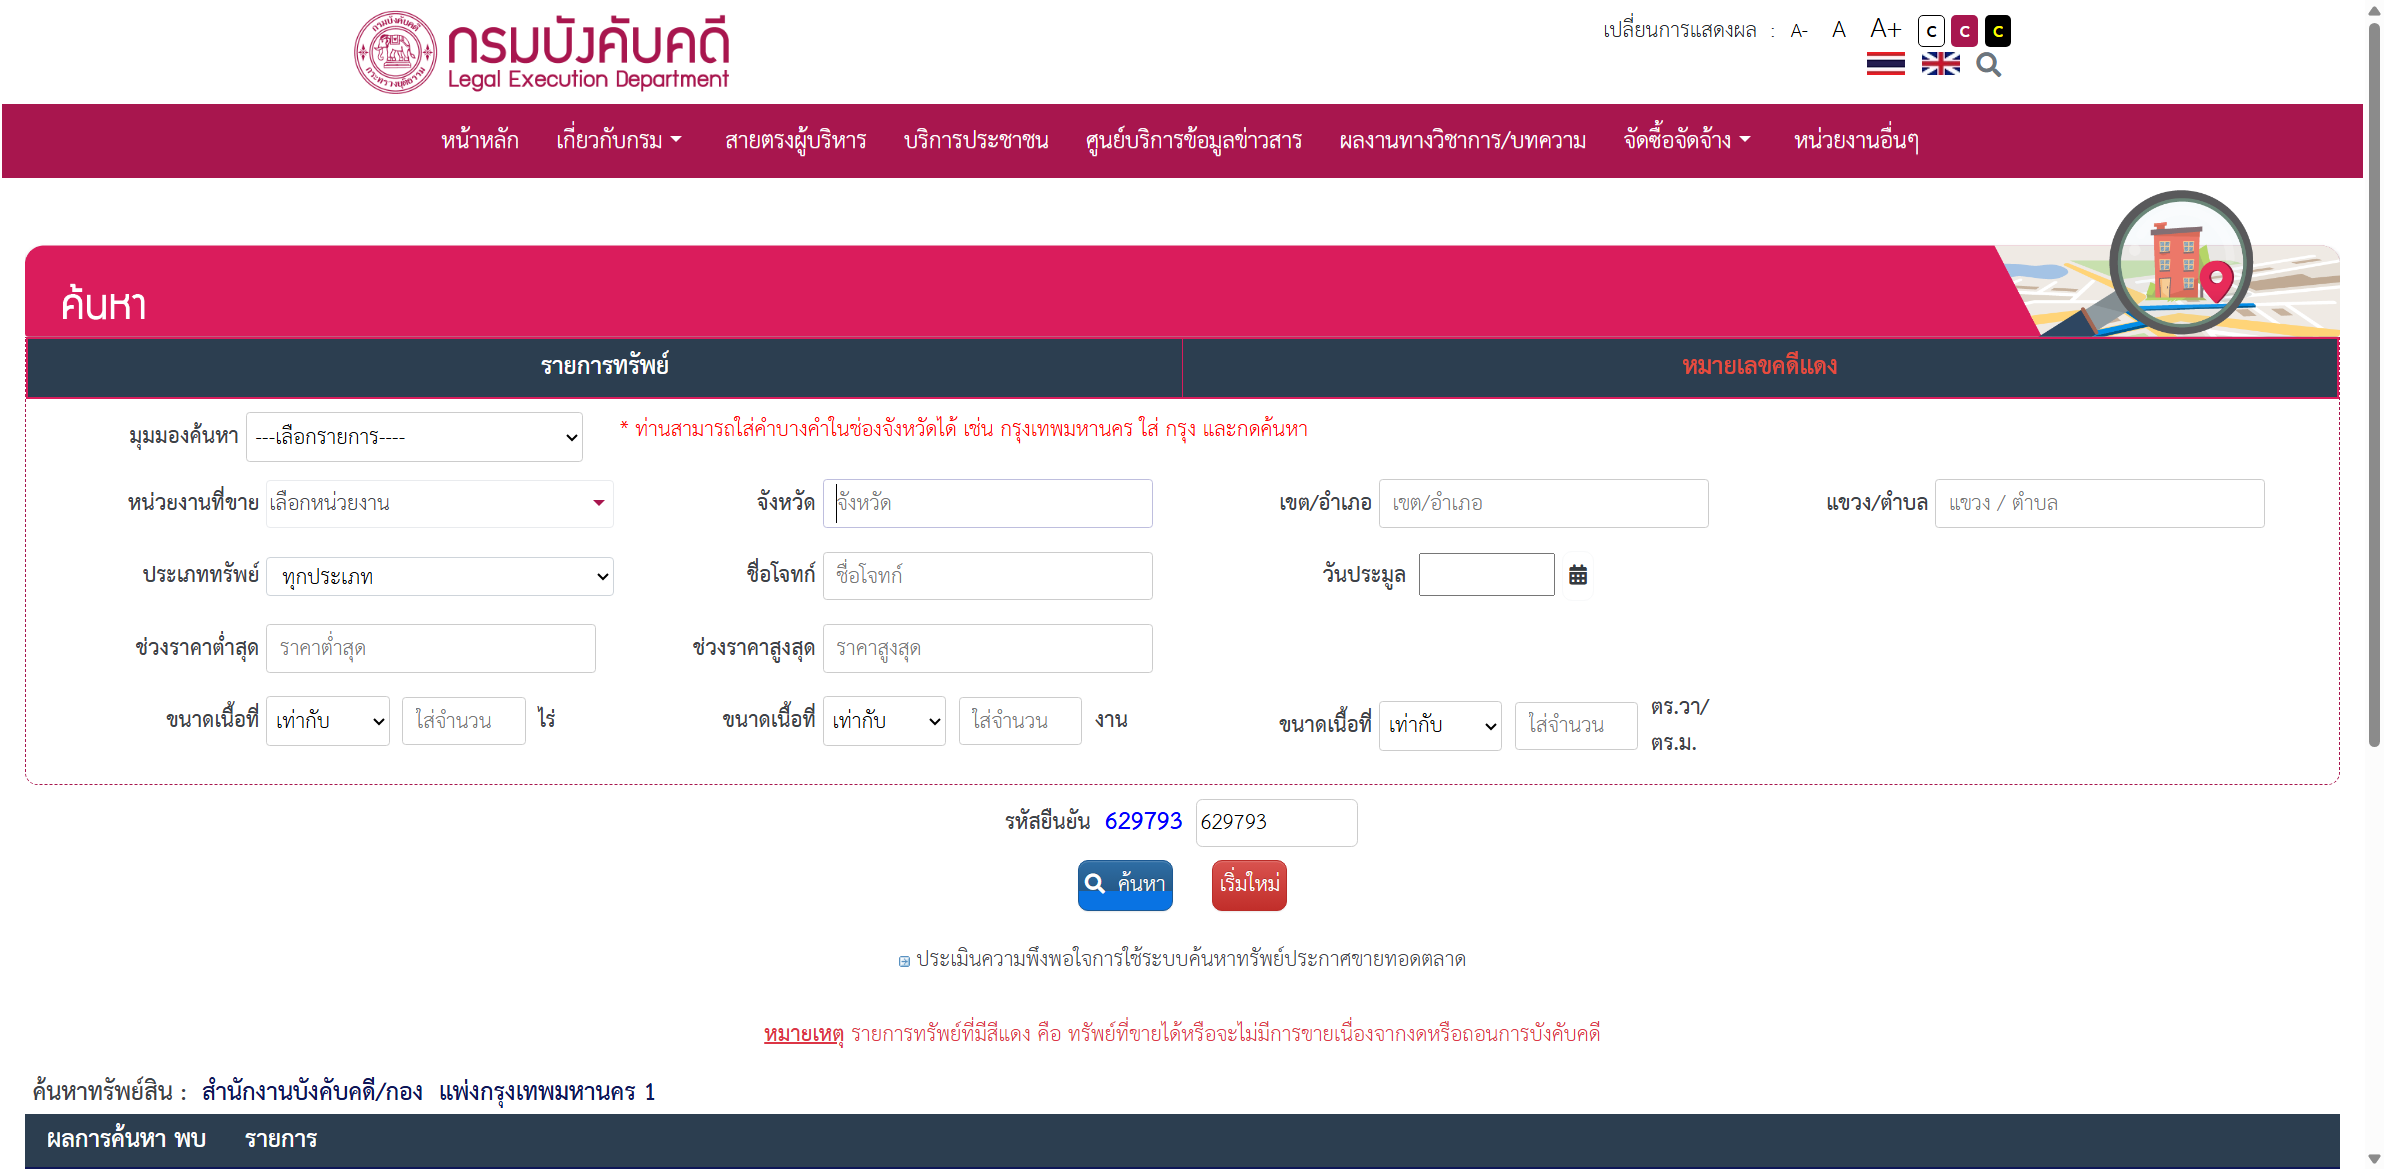 กรมบังคับคดี
Legal Execution Department
เปลี่ยนการแสดงผล : A- A A+ C C C
หน้าหลัก เกี่ยวกับกรม สายตรงผู้บริหาร บริการประชาชน ศูนย์บริการข้อมูลข่าวสาร ผลงานทางวิชาการ/บทความ จัดซื้อจัดจ้าง หน่วยงานอื่นๆ
ค้นหา
รายการทรัพย์ หมายเลขคดีแดง
มุมมองค้นหา ---เลือกรายการ---- * ท่านสามารถใส่คำบางคำในช่องจังหวัดได้ เช่น กรุงเทพมหานคร ใส่ กรุง และกดค้นหา
หน่วยงานที่ขาย เลือกหน่วยงาน จังหวัด จังหวัด เขต/อำเภอ เขต/อำเภอ แขวง/ตำบล แขวง / ตำบล
ประเภททรัพย์ ทุกประเภท ชื่อโจทก์ ชื่อโจทก์ วันประมูล
ช่วงราคาต่ำสุด ราคาต่ำสุด ช่วงราคาสูงสุด ราคาสูงสุด
ขนาดเนื้อที่ เท่ากับ ใส่จำนวน ไร่ ขนาดเนื้อที่ เท่ากับ ใส่จำนวน งาน ขนาดเนื้อที่ เท่ากับ ใส่จำนวน ตร.วา/
ตร.ม.
รหัสยืนยัน 629793 629793
ค้นหา เริ่มใหม่
ประเมินความพึงพอใจการใช้ระบบค้นหาทรัพย์ประกาศขายทอดตลาด
หมายเหตุ รายการทรัพย์ที่มีสีแดง คือ ทรัพย์ที่ขายได้หรือจะไม่มีการขายเนื่องจากงดหรือถอนการบังคับคดี
ค้นหาทรัพย์สิน : สำนักงานบังคับคดี/กอง แพ่งกรุงเทพมหานคร 1
ผลการค้นหา พบ รายการ